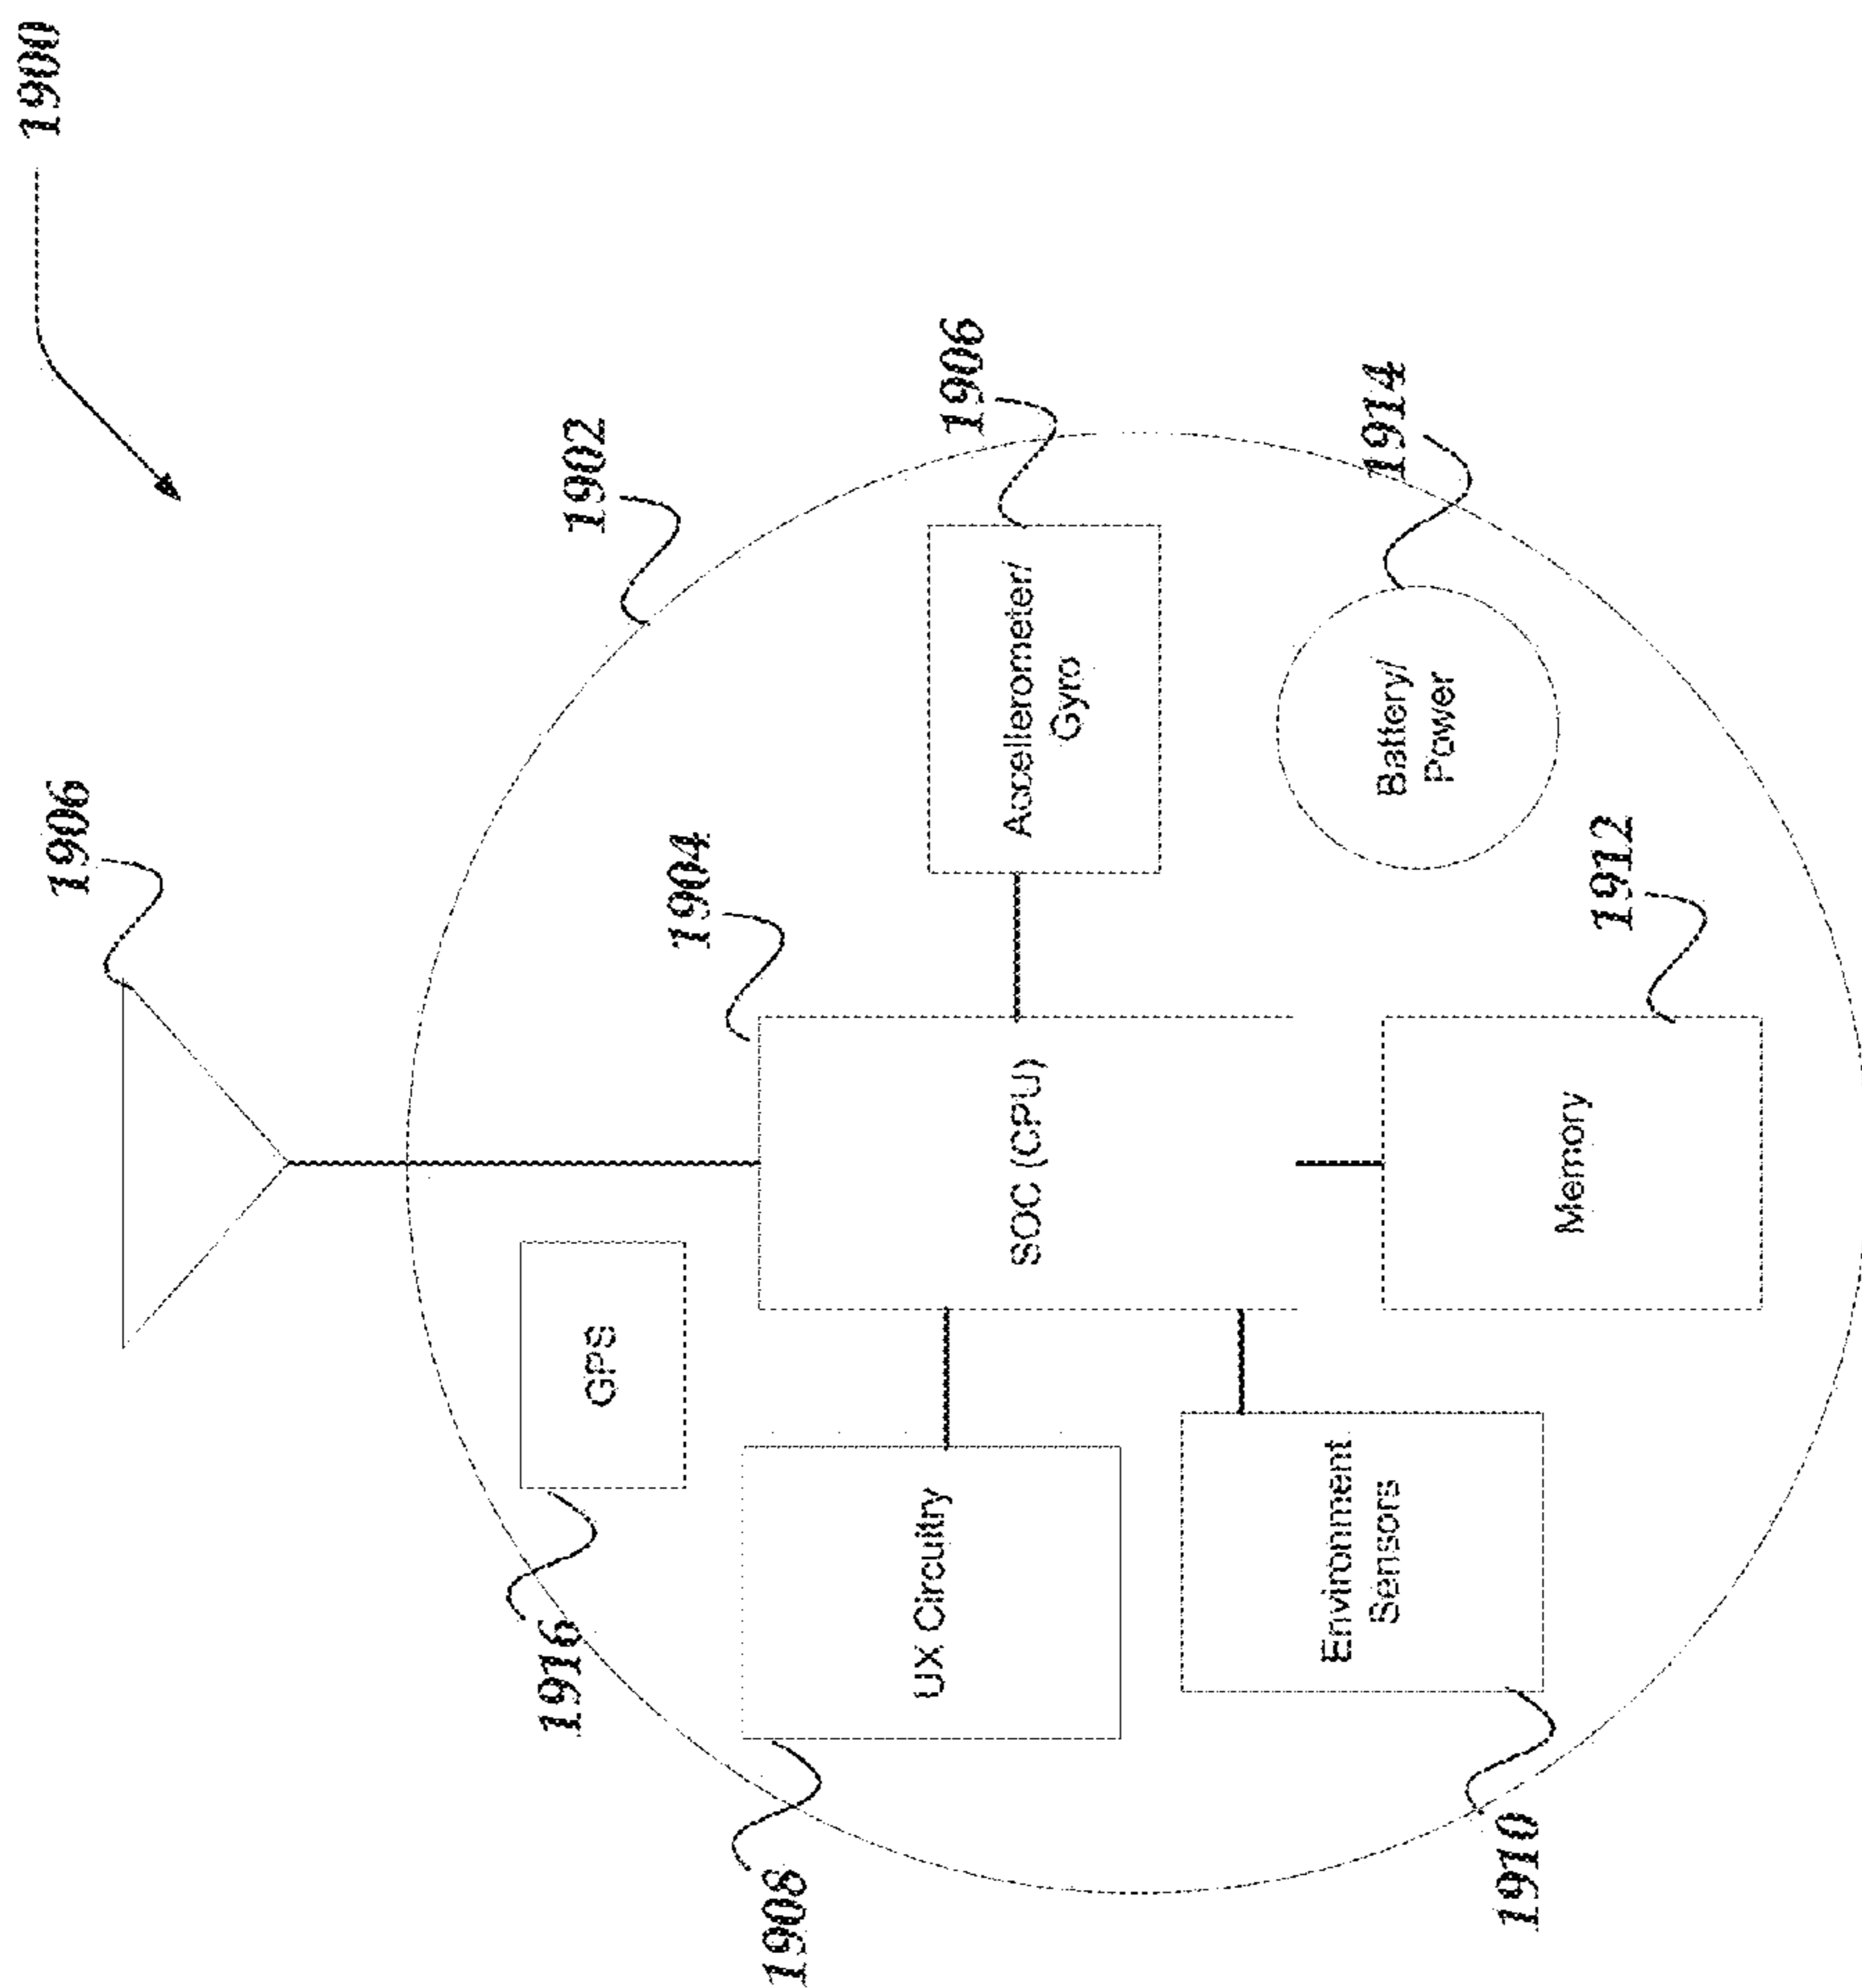 1900
1906
1902
1916
GPS
1904
1908
UX Circuitry
SOC (CPU)
1906
Accellerometer/
Gyro
Environment
Sensors
1914
Battery/
Power
1910
Memory
1912